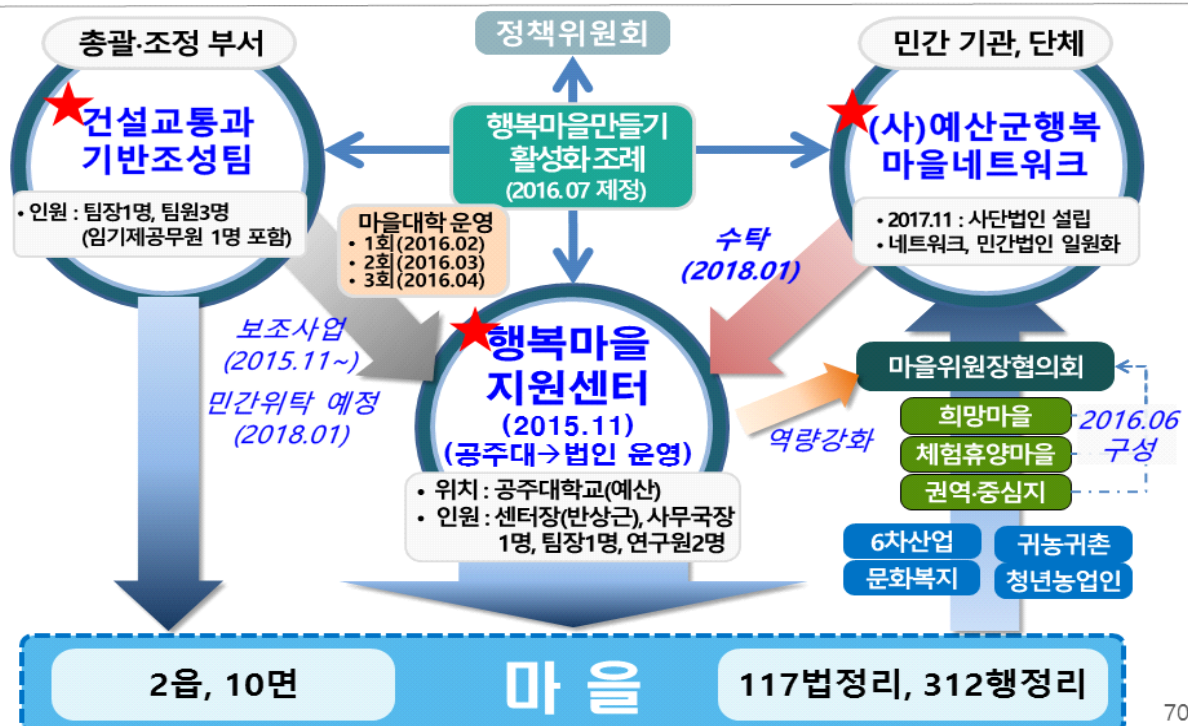 총괄·조정 부서
정책위원회
민간 기관, 단체
건설교통과
기반조성팀
• 인원 : 팀장1명, 팀원3명
(임기제공무원 1명 포함)
행복마을만들기
활성화 조례
(2016.07 제정)
(사)예산군행복
마을네트워크
• 2017.11 : 사단법인 설립
• 네트워크, 민간법인 일원화
마을대학 운영
• 1회(2016.02)
• 2회(2016.03)
• 3회(2016.04)
수탁
(2018.01)
보조사업
(2015.11~)
민간위탁 예정
(2018.01)
행복마을
지원센터
(2015.11)
(공주대→법인 운영)
• 위치 : 공주대학교(예산)
• 인원 : 센터장(반상근), 사무국장
1명, 팀장1명, 연구원2명
역량강화
마을위원장협의회
희망마을
체험휴양마을
권역·중심지
2016.06
구성
6차산업
귀농귀촌
문화복지
청년농업인
2읍, 10면
마을
117법정리, 312행정리
70